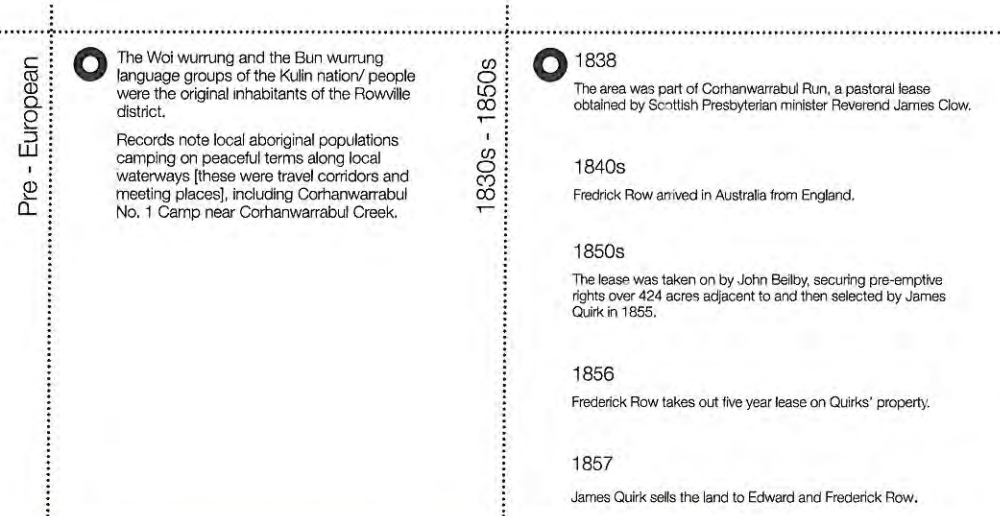 Pre - European
The Woi wurrung and the Bun wurrung
language groups of the Kulin nation/ people
were the original inhabitants of the Rowville
district.
Records note local aboriginal populations
camping on peaceful terms along local
waterways [these were travel corridors and
meeting places], including Corhanwarrabul
No. 1 Camp near Corhanwarrabul Creek.
1830s - 1850s
1838
The area was part of Corhanwarrabul Run, a pastoral lease
obtained by Scottish Presbyterian minister Reverend James Clow.
1840s
Fredrick Row arrived in Australia from England.
1850s
The lease was taken on by John Beilby, securing pre-emptive
rights over 424 acres adjacent to and then selected by James
Quirk in 1855.
1856
Frederick Row takes out five year lease on Quirks' property.
1857
James Quirk sells the land to Edward and Frederick Row.